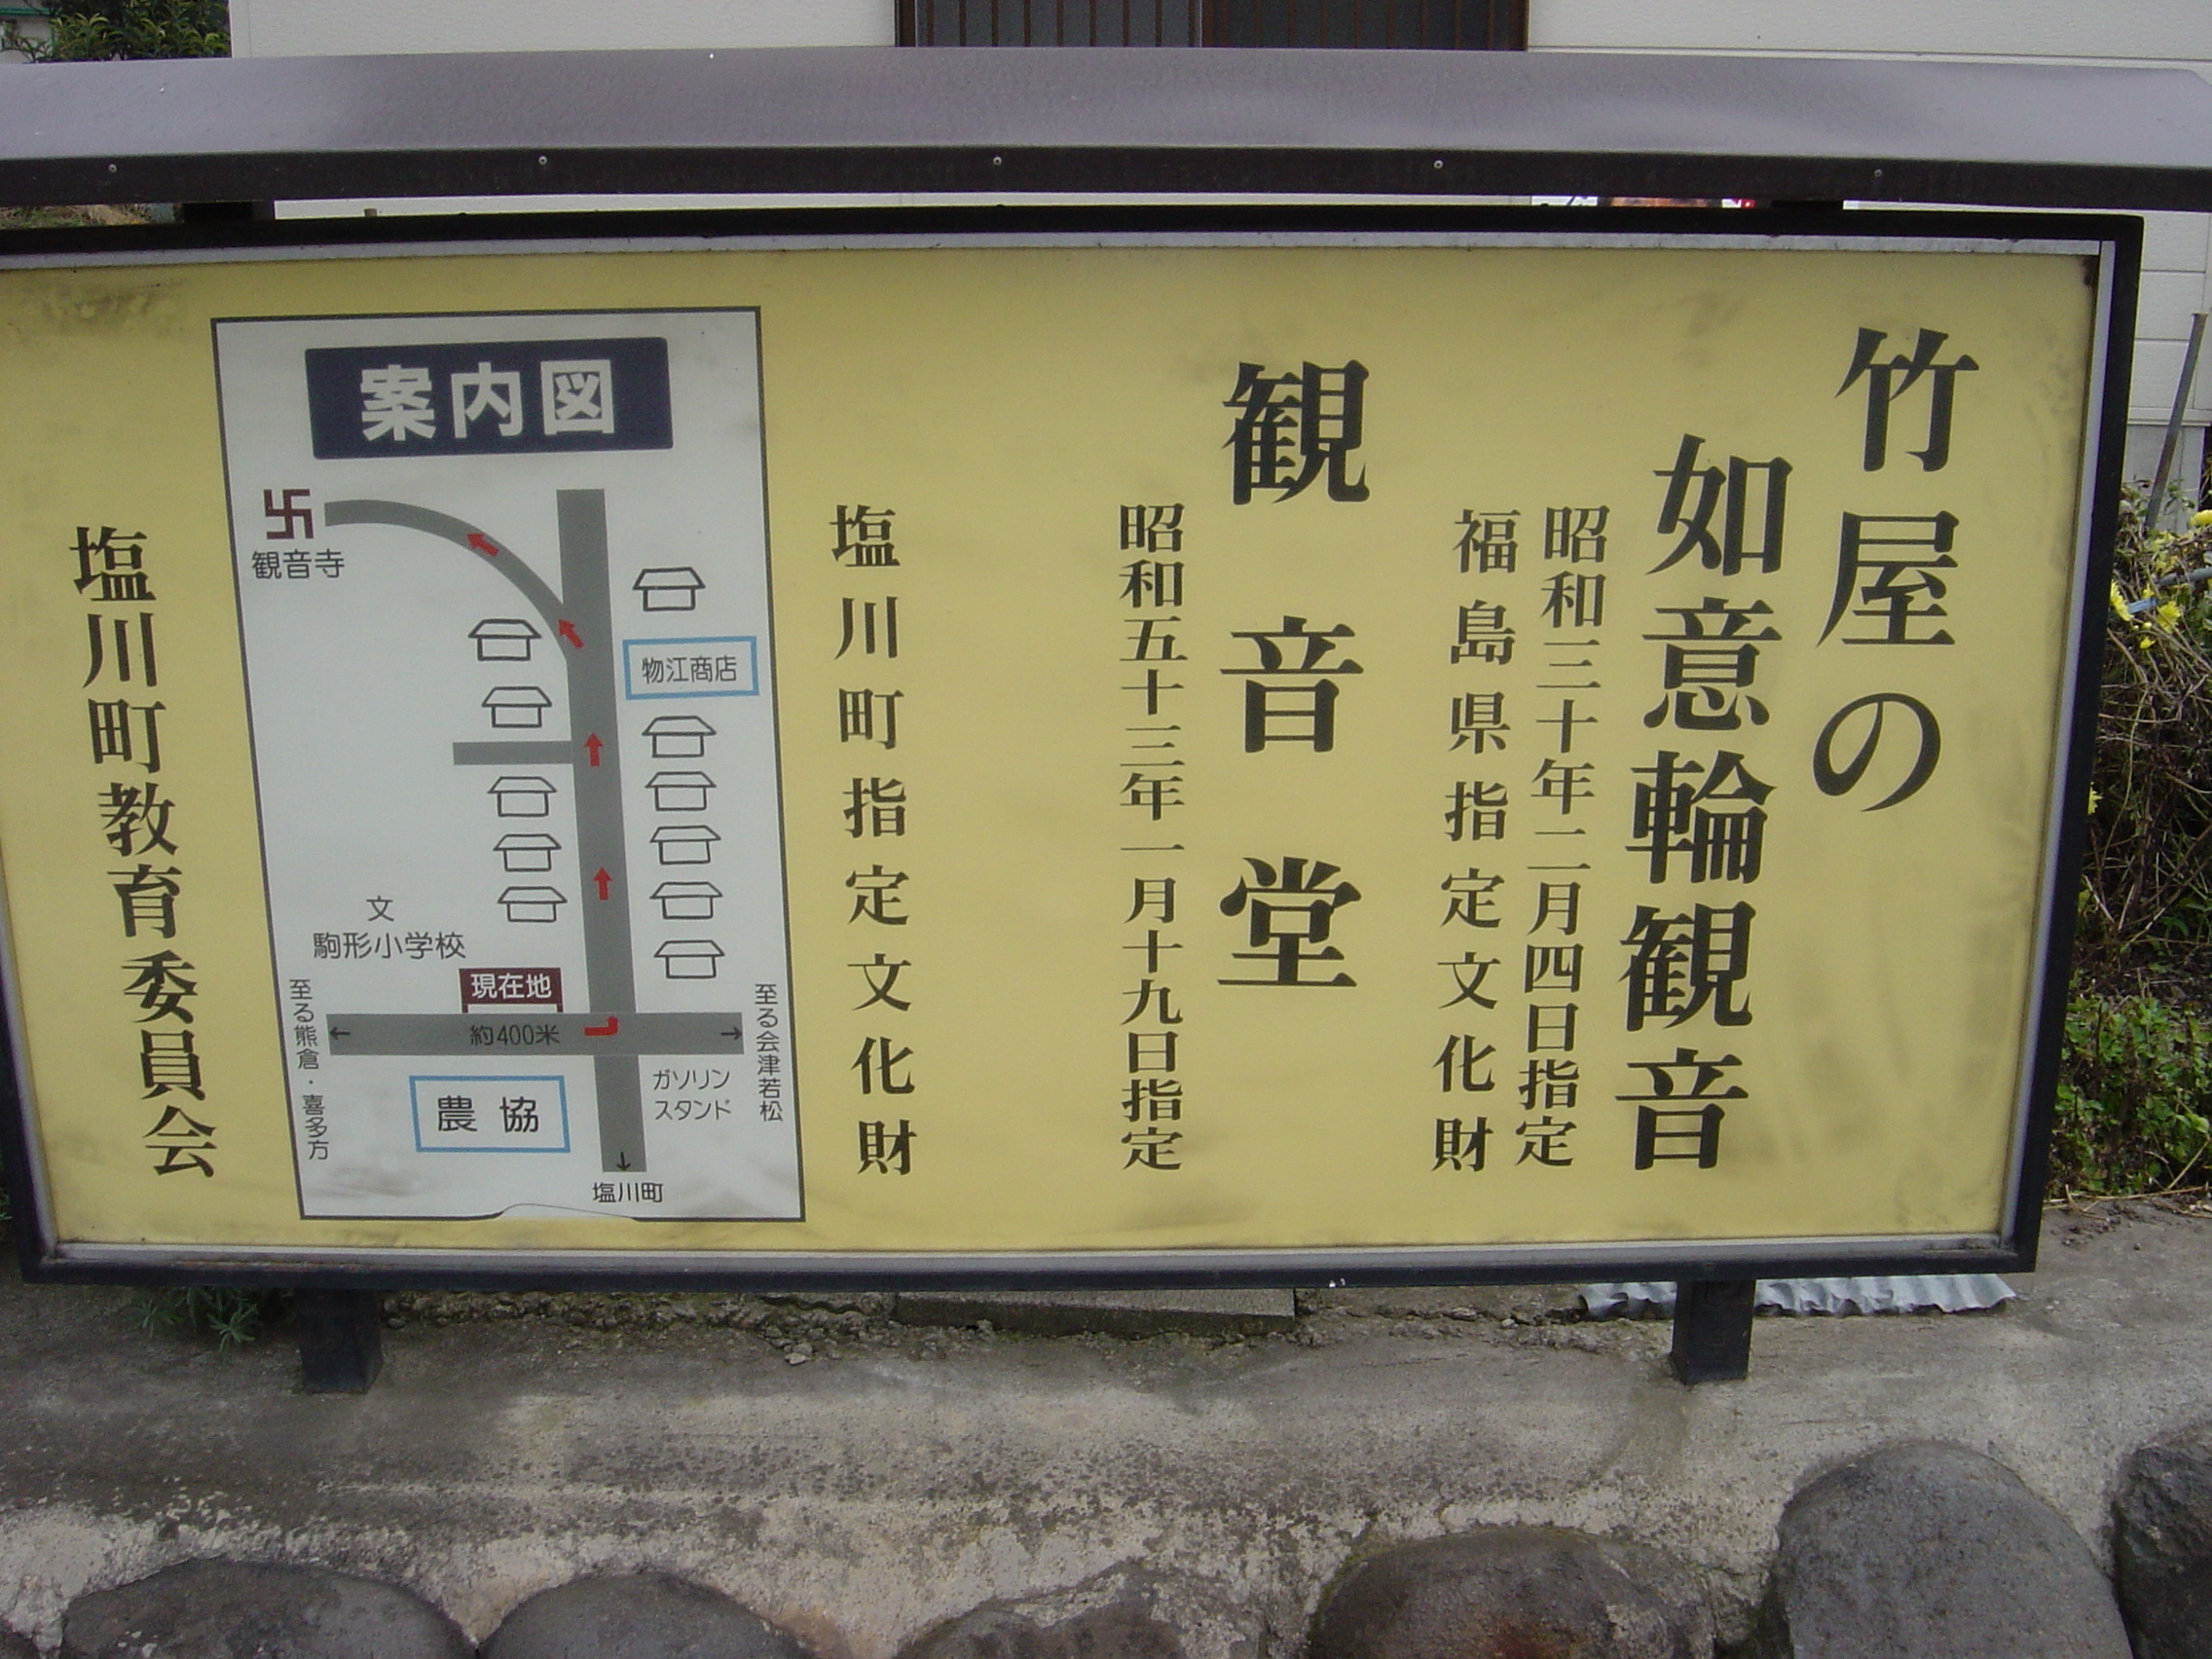 竹屋の
如意輪観音
昭和三十年二月四日指定
福島県指定文化財
観音堂
昭和五十三年一月十九日指定
塩川町指定文化財
案内図
卐
観音寺
物江商店
文
駒形小学校
現在地
約400米
至る会津若松
至る熊倉・喜多方
農協
ガソリン
スタンド
塩川町
塩川町教育委員会